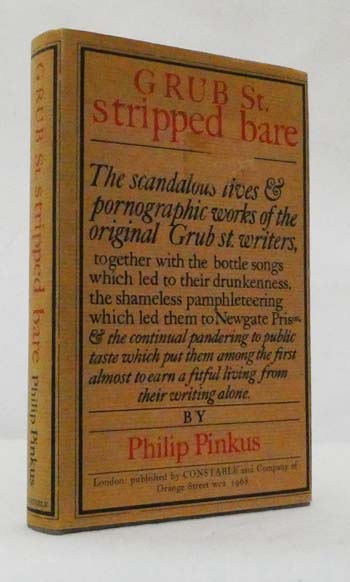 GRUB St.
stripped bare
The scandalous lives &
pornographic works of the
original Grub st. writers,
together with the bottle songs
which led to their drunkenness,
the shameless pamphleteering
which led them to Newgate Pris~
& the continual pandering to public
taste which put them among the first
almost to earn a fitful living from
their writing alone.
BY
Philip Pinkus
London: published by CONSTABLE and Company of
Orange Street wc2 1968
GRUB St. stripped bare Philip Pinkus CONSTABLE